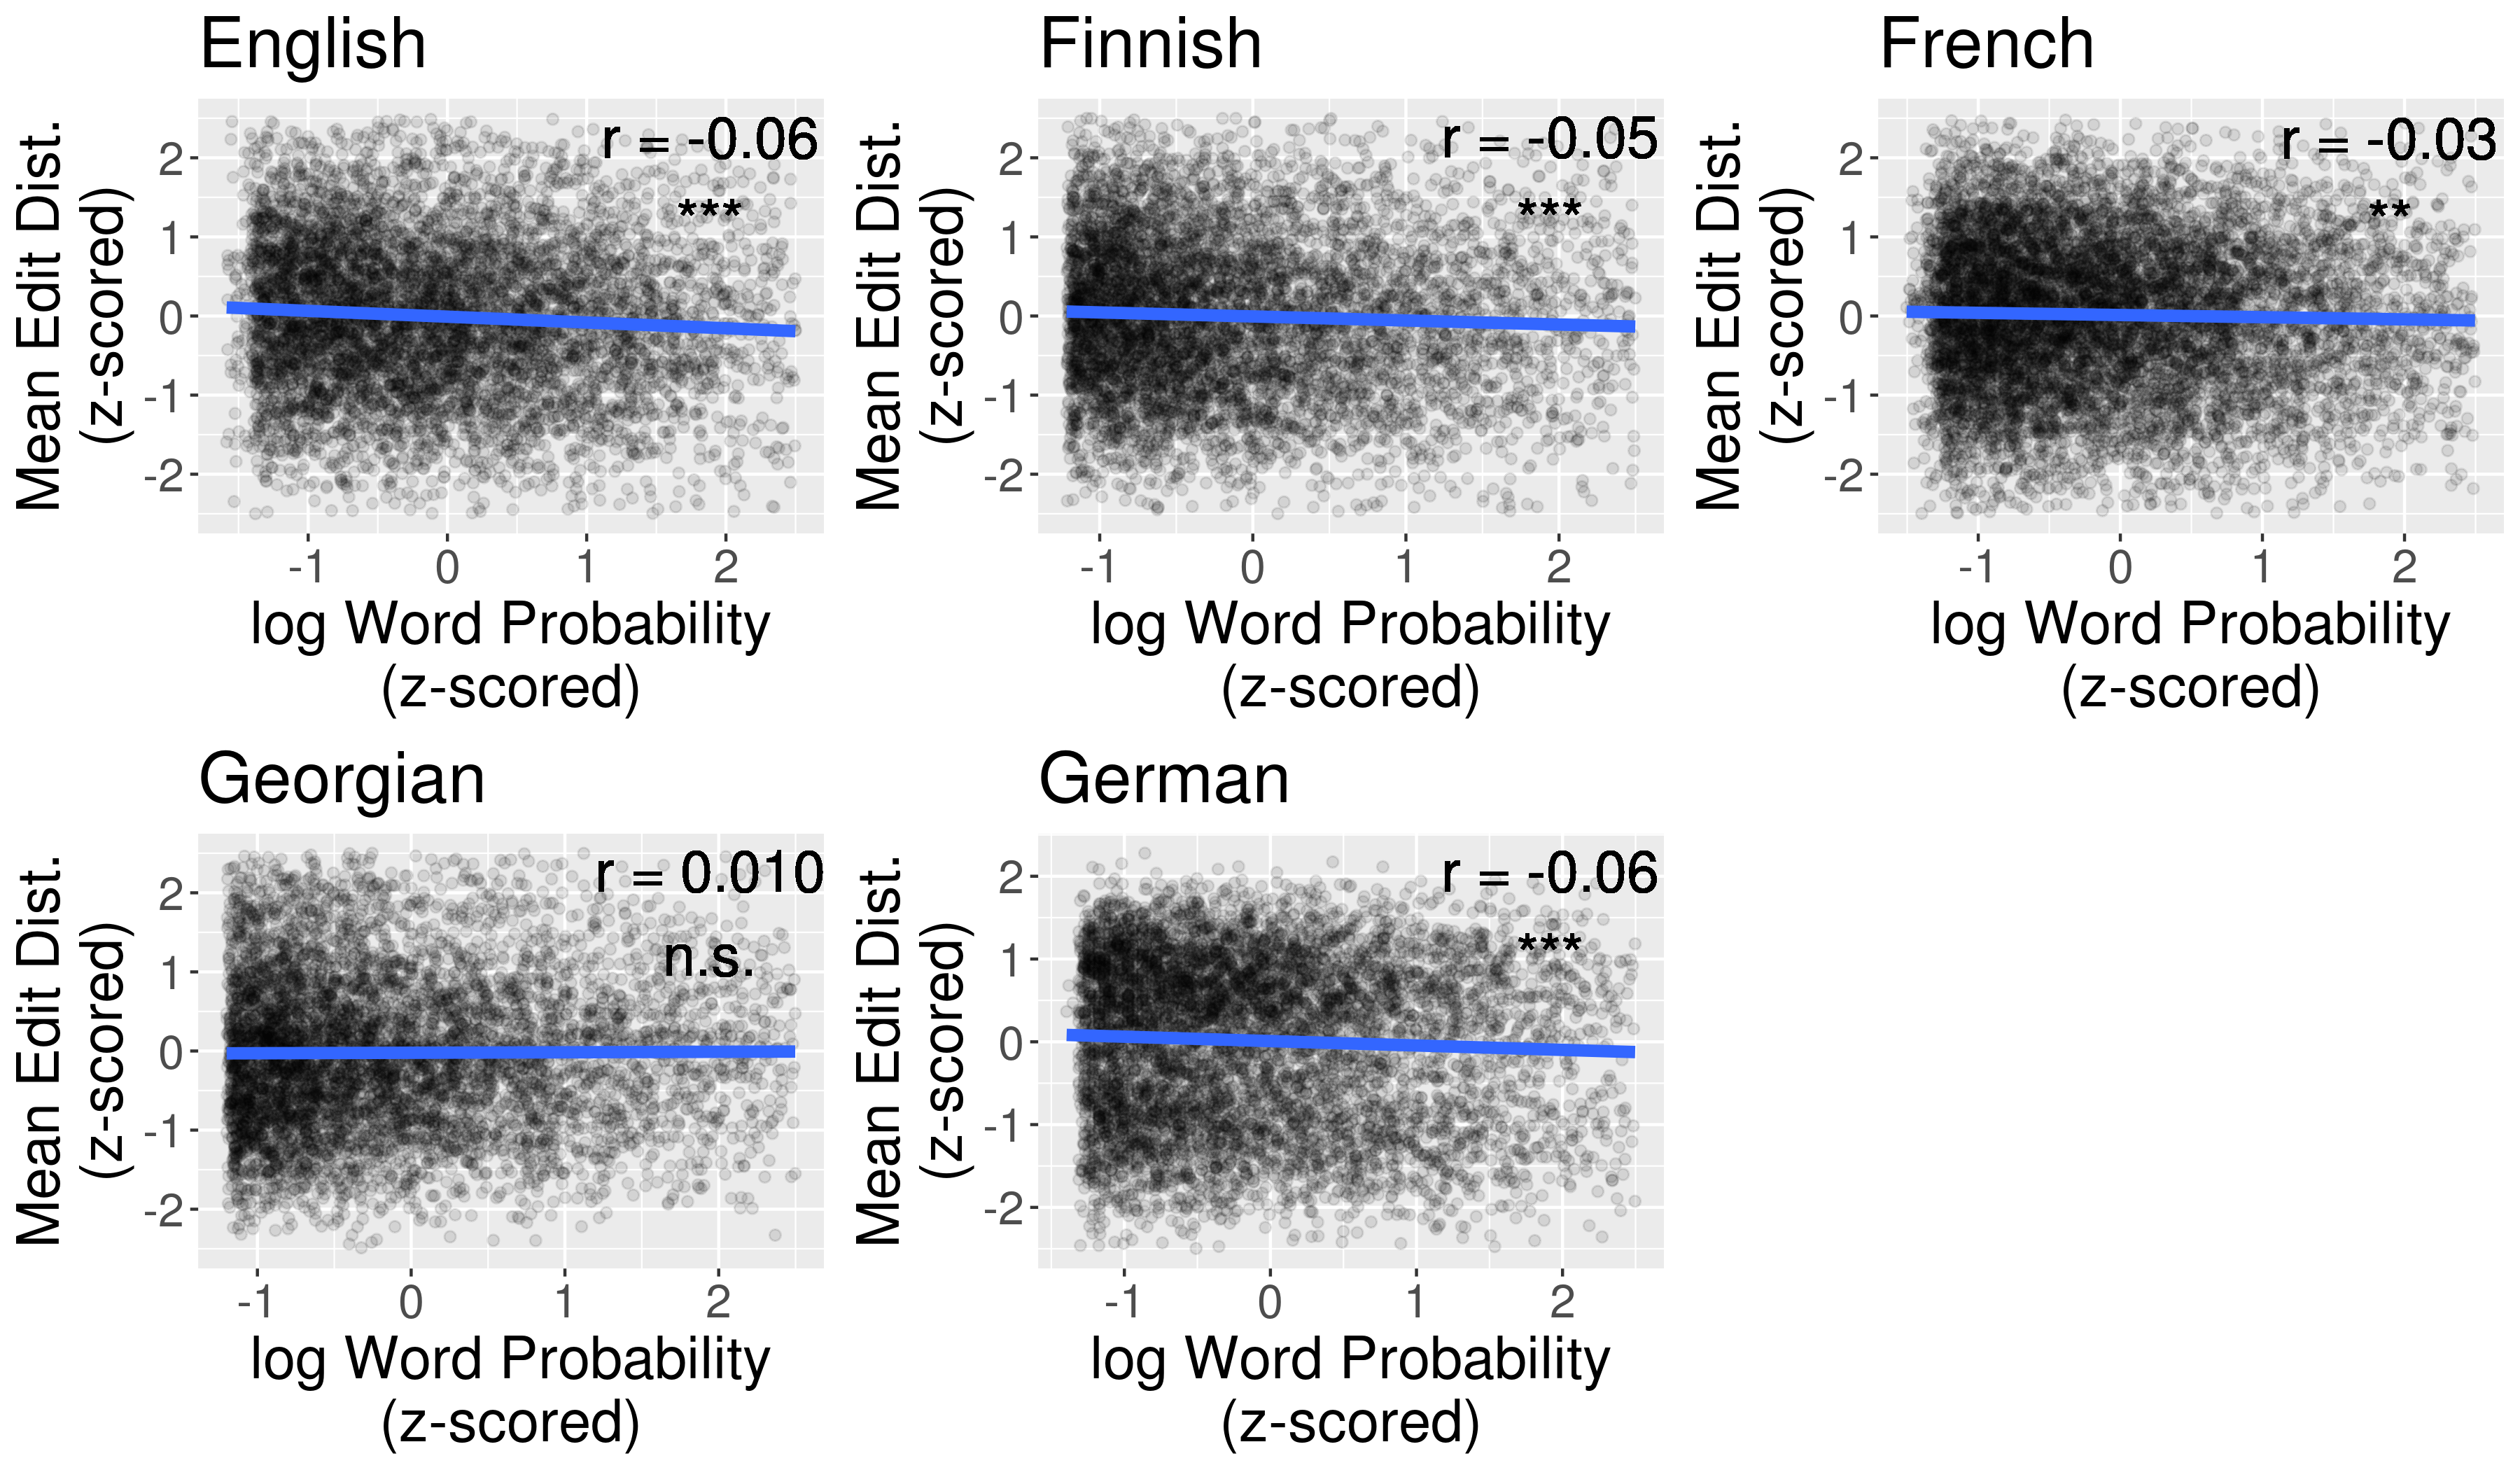 English
Finnish
French
Mean Edit Dist.
(z-scored)
2
1
0
-1
-2
r = -0.06
***
-1
0
1
2
log Word Probability
(z-scored)
Mean Edit Dist.
(z-scored)
2
1
0
-1
-2
r = -0.05
***
-1
0
1
2
log Word Probability
(z-scored)
Mean Edit Dist.
(z-scored)
2
1
0
-1
-2
r = -0.03
**
-1
0
1
2
log Word Probability
(z-scored)
Georgian
German
Mean Edit Dist.
(z-scored)
2
1
0
-1
-2
r = 0.010
n.s.
-1
0
1
2
log Word Probability
(z-scored)
Mean Edit Dist.
(z-scored)
2
1
0
-1
-2
r = -0.06
***
-1
0
1
2
log Word Probability
(z-scored)